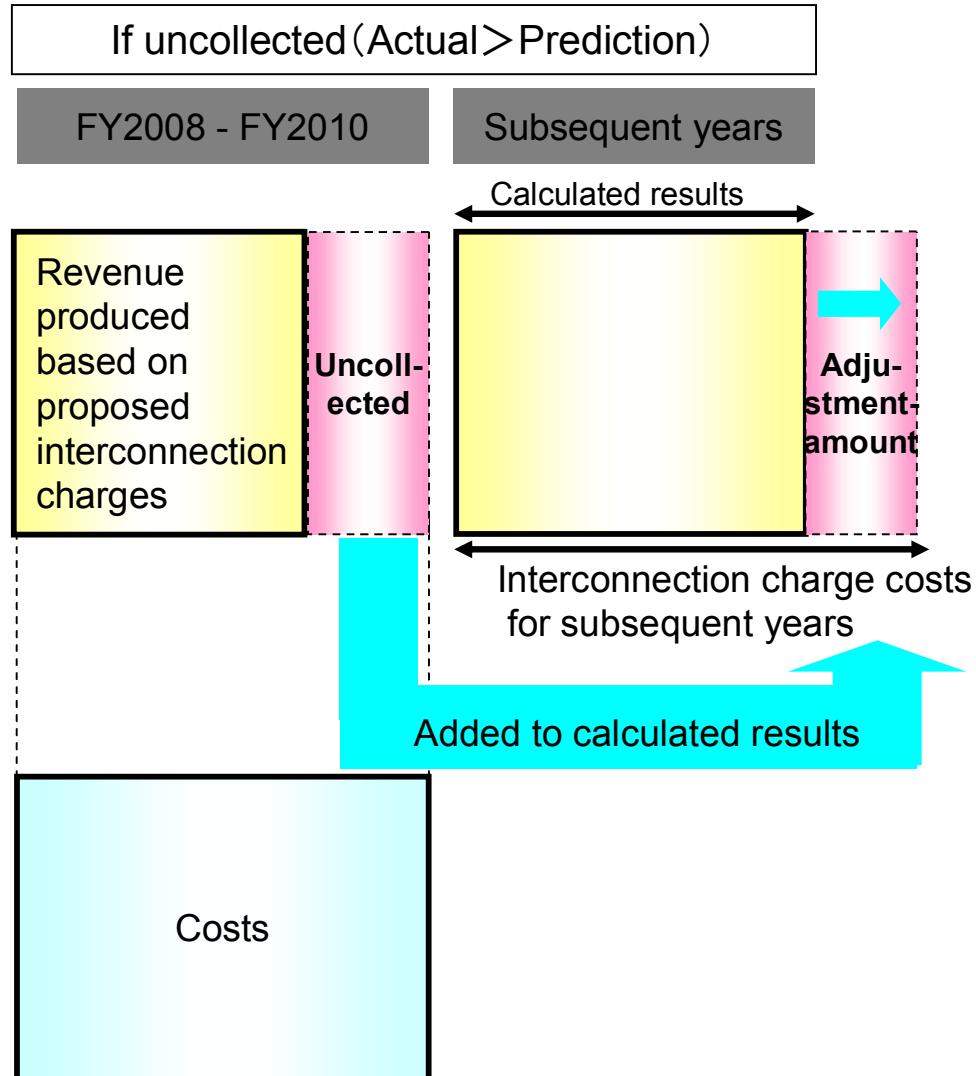 If uncollected(Actual＞Prediction)
FY2008 - FY2010
Subsequent years
Calculated results
Revenue
produced
based on
proposed
interconnection
charges
Uncoll-
ected
Adju-
stment-
amount
Interconnection charge costs
for subsequent years
Added to calculated results
Costs